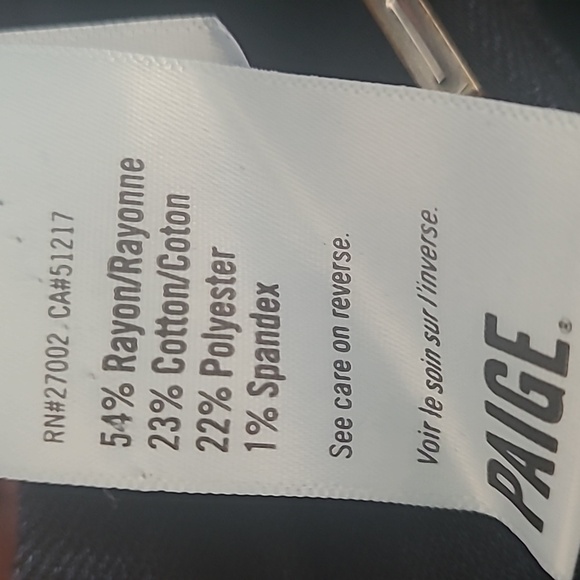 RN#27002 CA#51217
54% Rayon/Rayonne
23% Cotton/Coton
22% Polyester
1% Spandex
See care on reverse.
Voir le soin sur l'inverse.
PAIGE®